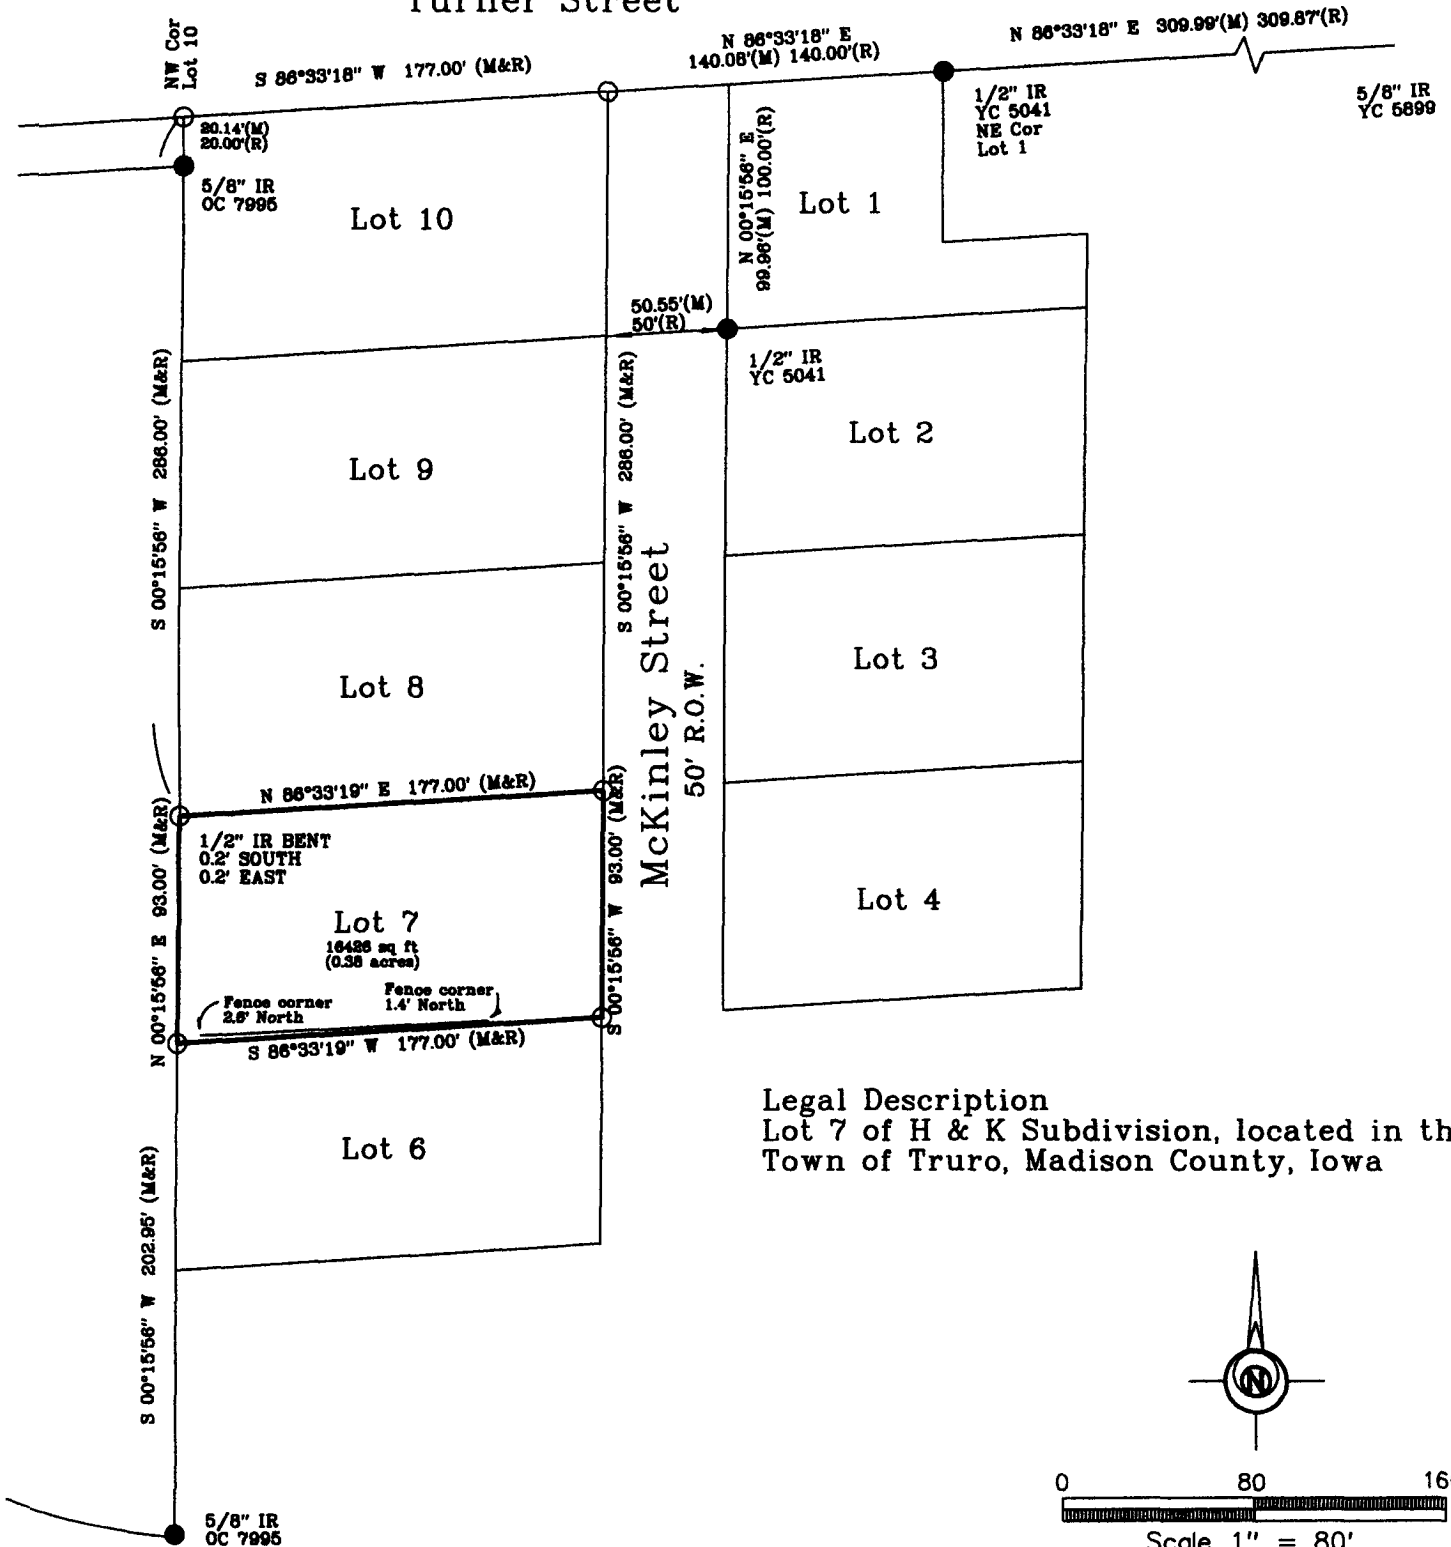 Turner Street
NW Cor
Lot 10
S 86°33'18" W 177.00' (M&R)
N 86°33'18" E
140.08'(M) 140.00'(R)
N 86°33'18" E 309.99'(M) 309.87'(R)
20.14'(M)
20.00'(R)
5/8" IR
OC 7995
1/2" IR
YC 5041
NE Cor
Lot 1
5/8" IR
YC 5899
Lot 10
N 00°15'56" E
99.96'(M) 100.00'(R)
Lot 1
50.55'(M)
50'(R)
1/2" IR
YC 5041
S 00°15'56" W 286.00' (M&R)
Lot 9
S 00°15'56" W 286.00' (M&R)
Lot 2
Lot 8
McKinley Street
50' R.O.W.
Lot 3
N 86°33'19" E 177.00' (M&R)
1/2" IR BENT
0.2' SOUTH
0.2' EAST
N 00°15'56" E 93.00' (M&R)
Lot 7
16426 sq ft
(0.38 acres)
S 00°15'56" W 93.00' (M&R)
Lot 4
Fence corner
2.6' North
Fence corner
1.4' North
S 86°33'19" W 177.00' (M&R)
Lot 6
S 00°15'56" W 202.95' (M&R)
5/8" IR
OC 7995
Legal Description
Lot 7 of H & K Subdivision, located in th
Town of Truro, Madison County, Iowa
N
0 80 16
Scale 1" = 80'